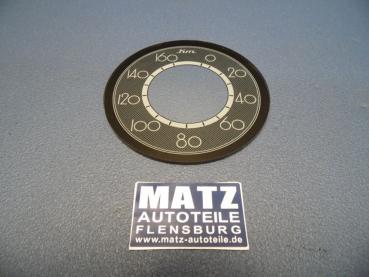 Km
0
20
40
60
80
100
120
140
160
MATZ
AUTOTEILE
FLENSBURG
www.matz-autoteile.de